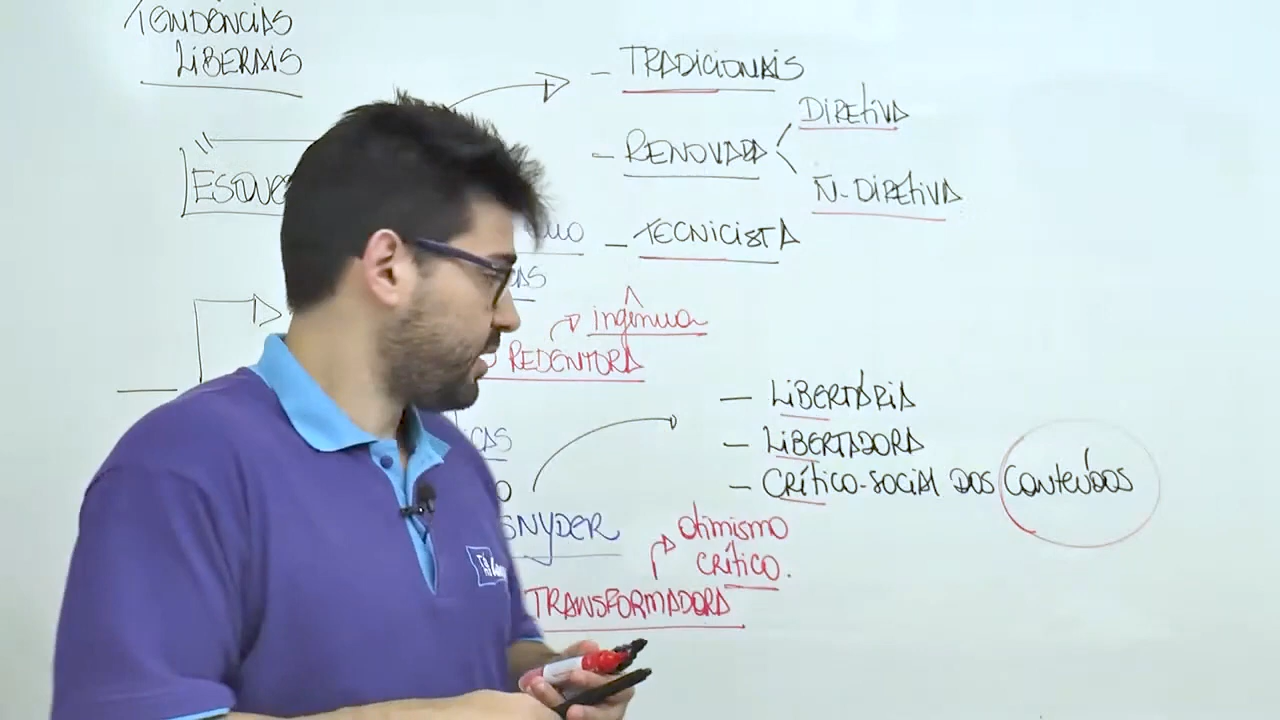 TENDÊNCIAS
LIBERAIS
- TRADICIONAIS
- RENOVADA
DIRETIVA
Ñ-DIRETIVA
- TECNICISTA
ingênua
REDENTORA
- LIBERTÁRIA
- LIBERTADORA
- CRÍTICO-SOCIAL DOS CONTEÚDOS
SNYDER
otimismo
CRÍTICO.
TRANSFORMADORA